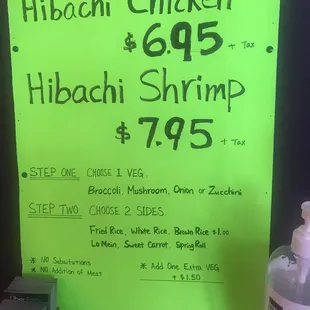 Hibachi Chicken
$6.95 + Tax
Hibachi Shrimp
$7.95 + Tax
STEP ONE CHOOSE 1 VEG.
Broccoli, Mushroom, Onion or Zucchini
STEP TWO CHOOSE 2 SIDES.
Fried Rice, White Rice, Brown Rice $1.00
Lo Mein, Sweet Carrot, Spring Roll
* NO Substitutions
* NO Addition of Meat
* Add One Extra VEG
+ $1.50